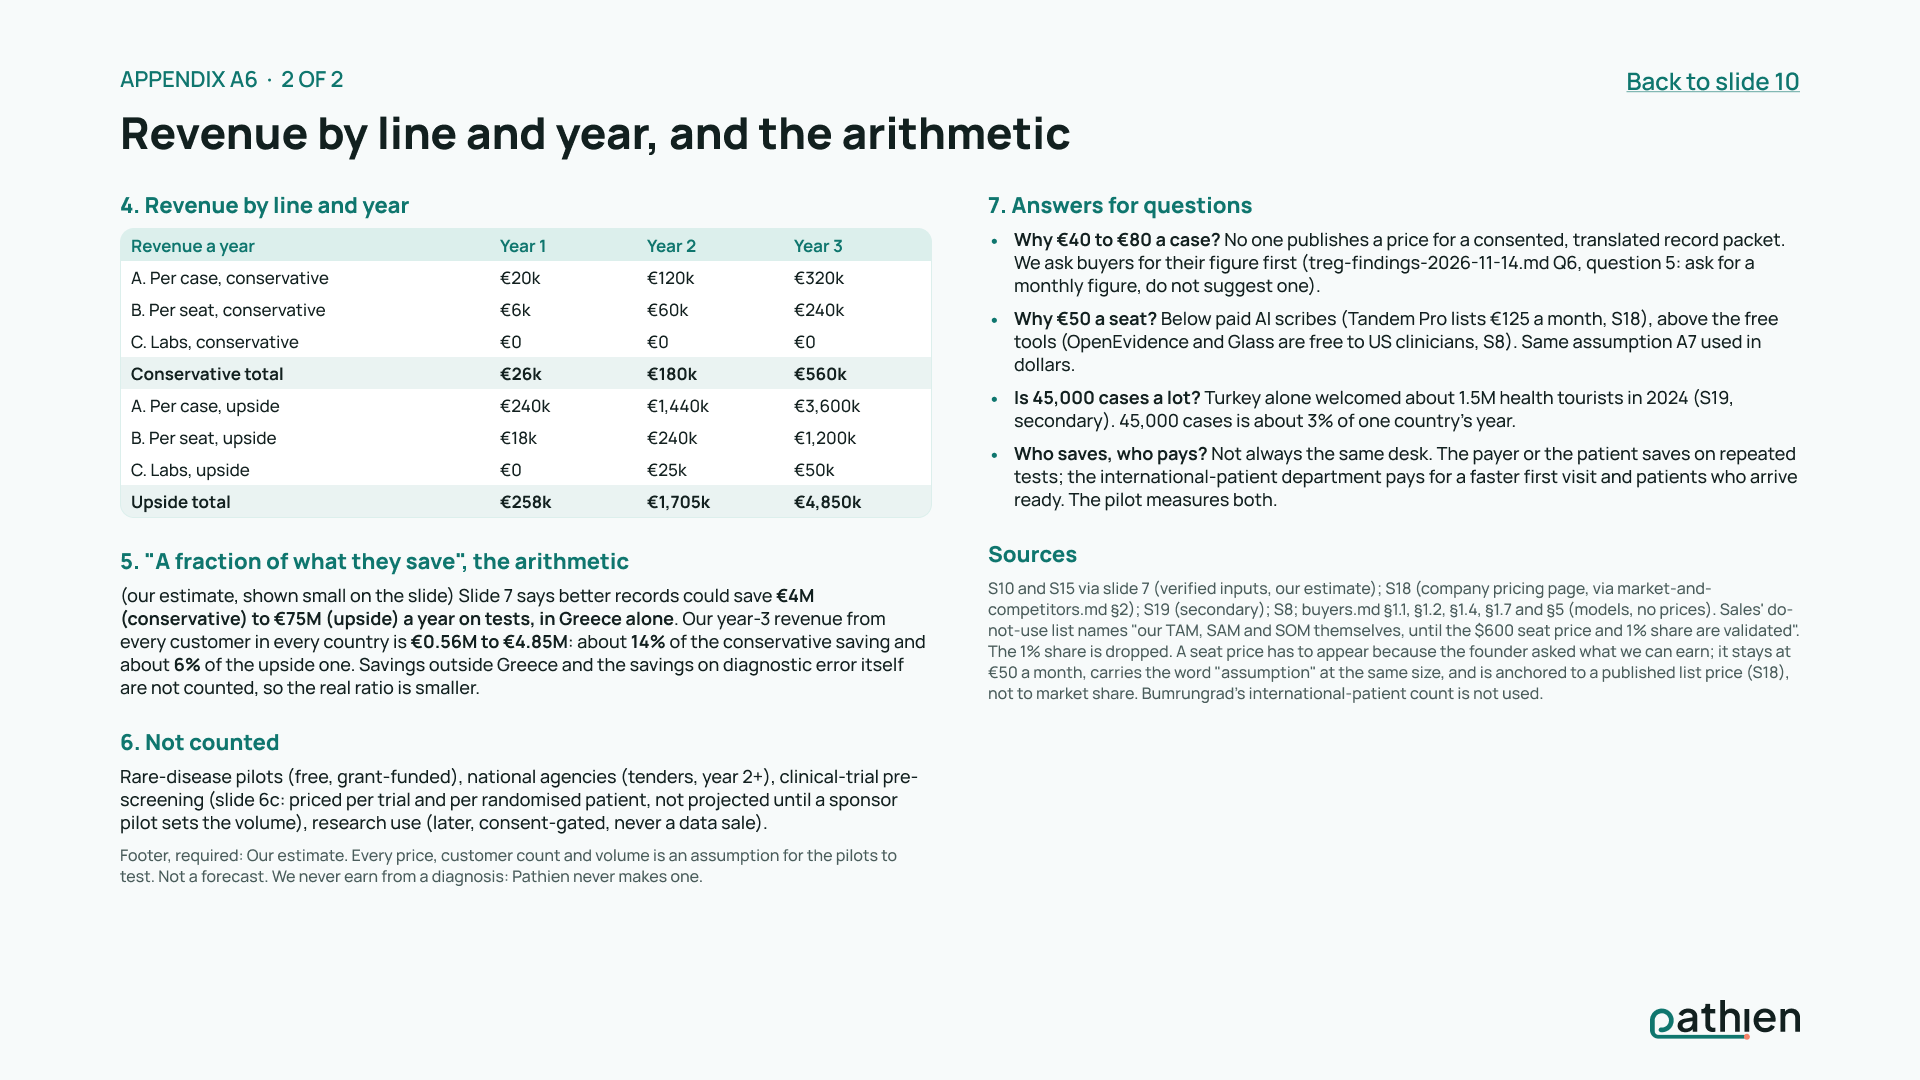 APPENDIX A6 · 2 OF 2
Back to slide 10
Revenue by line and year, and the arithmetic
4. Revenue by line and year
Revenue a year Year 1 Year 2 Year 3
A. Per case, conservative €20k €120k €320k
B. Per seat, conservative €6k €60k €240k
C. Labs, conservative €0 €0 €0
Conservative total €26k €180k €560k
A. Per case, upside €240k €1,440k €3,600k
B. Per seat, upside €18k €240k €1,200k
C. Labs, upside €0 €25k €50k
Upside total €258k €1,705k €4,850k
5. "A fraction of what they save", the arithmetic
(our estimate, shown small on the slide) Slide 7 says better records could save €4M
(conservative) to €75M (upside) a year on tests, in Greece alone. Our year-3 revenue from
every customer in every country is €0.56M to €4.85M: about 14% of the conservative saving and
about 6% of the upside one. Savings outside Greece and the savings on diagnostic error itself
are not counted, so the real ratio is smaller.
6. Not counted
Rare-disease pilots (free, grant-funded), national agencies (tenders, year 2+), clinical-trial pre-
screening (slide 6c: priced per trial and per randomised patient, not projected until a sponsor
pilot sets the volume), research use (later, consent-gated, never a data sale).
Footer, required: Our estimate. Every price, customer count and volume is an assumption for the pilots to
test. Not a forecast. We never earn from a diagnosis: Pathien never makes one.
7. Answers for questions
• Why €40 to €80 a case? No one publishes a price for a consented, translated record packet.
We ask buyers for their figure first (treg-findings-2026-11-14.md Q6, question 5: ask for a
monthly figure, do not suggest one).
• Why €50 a seat? Below paid AI scribes (Tandem Pro lists €125 a month, S18), above the free
tools (OpenEvidence and Glass are free to US clinicians, S8). Same assumption A7 used in
dollars.
• Is 45,000 cases a lot? Turkey alone welcomed about 1.5M health tourists in 2024 (S19,
secondary). 45,000 cases is about 3% of one country's year.
• Who saves, who pays? Not always the same desk. The payer or the patient saves on repeated
tests; the international-patient department pays for a faster first visit and patients who arrive
ready. The pilot measures both.
Sources
S10 and S15 via slide 7 (verified inputs, our estimate); S18 (company pricing page, via market-and-
competitors.md §2); S19 (secondary); S8; buyers.md §1.1, §1.2, §1.4, §1.7 and §5 (models, no prices). Sales' do-
not-use list names "our TAM, SAM and SOM themselves, until the $600 seat price and 1% share are validated".
The 1% share is dropped. A seat price has to appear because the founder asked what we can earn; it stays at
€50 a month, carries the word "assumption" at the same size, and is anchored to a published list price (S18),
not to market share. Bumrungrad's international-patient count is not used.
pathien